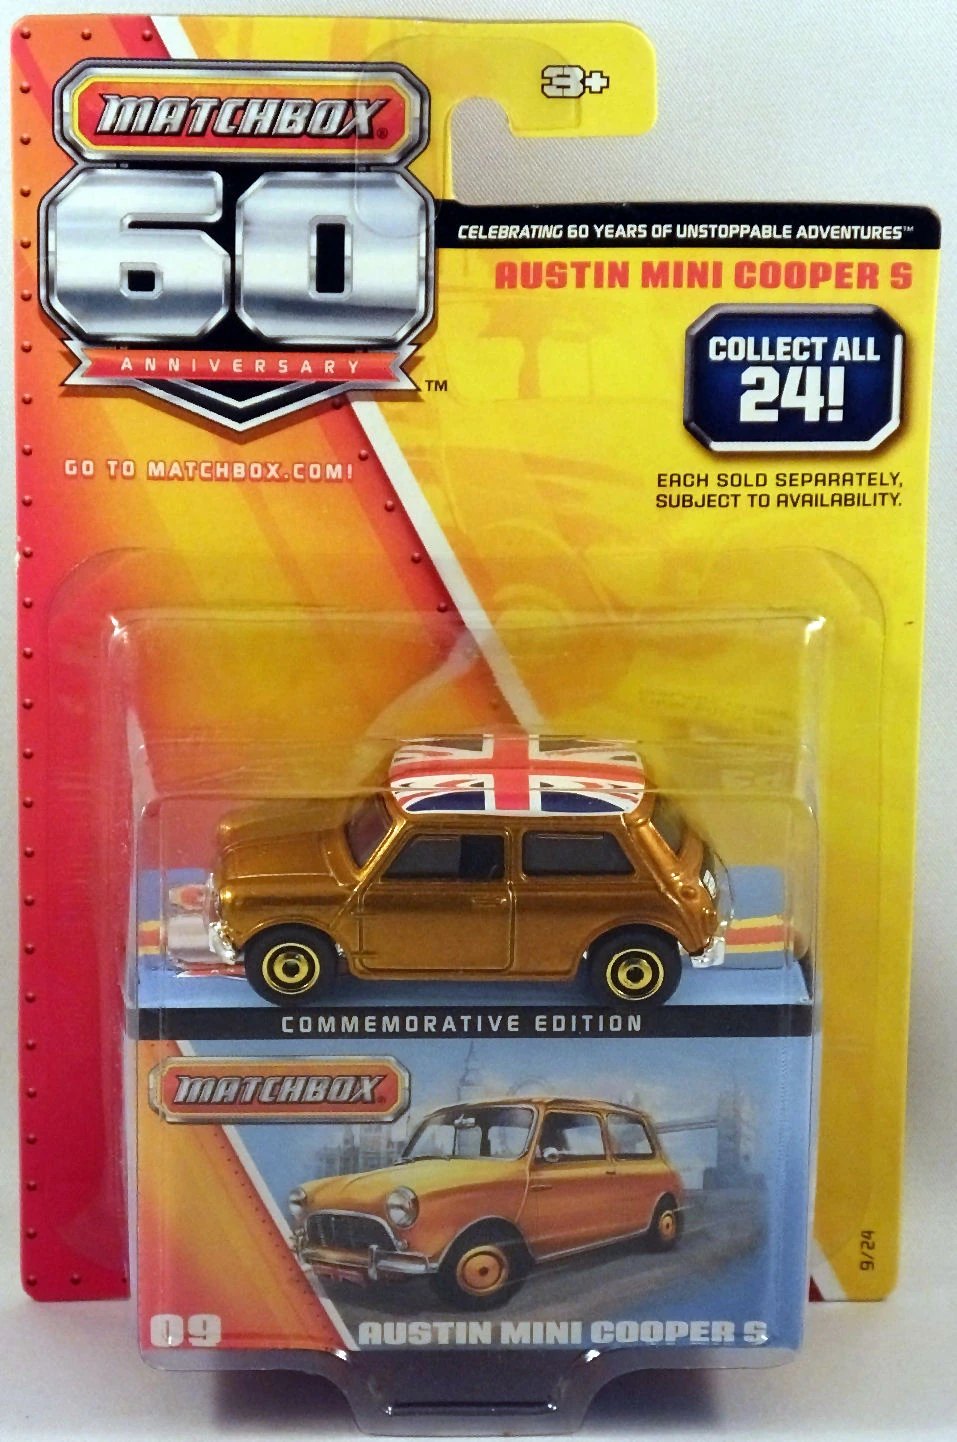 MATCHBOX®
3+
60
ANNIVERSARY
™
CELEBRATING 60 YEARS OF UNSTOPPABLE ADVENTURES™
AUSTIN MINI COOPER S
COLLECT ALL
24!
GO TO MATCHBOX.COM!
EACH SOLD SEPARATELY,
SUBJECT TO AVAILABILITY.
COMMEMORATIVE EDITION
MATCHBOX®
9/24
09
AUSTIN MINI COOPER S